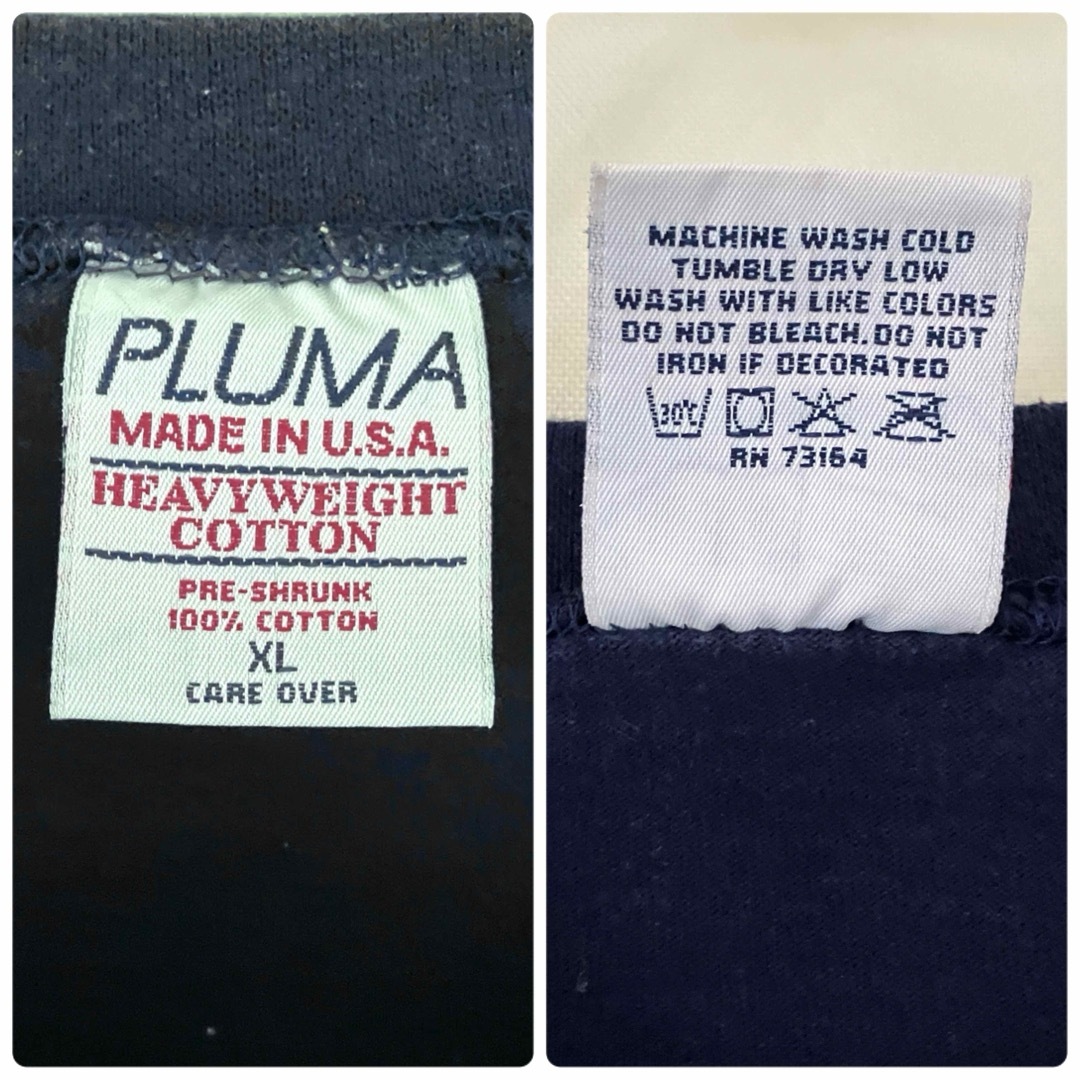 PLUMA
MADE IN U.S.A.
HEAVYWEIGHT
COTTON
PRE-SHRUNK
100% COTTON
XL
CARE OVER
MACHINE WASH COLD
TUMBLE DRY LOW
WASH WITH LIKE COLORS
DO NOT BLEACH.DO NOT
IRON IF DECORATED
30°C
RN 73164